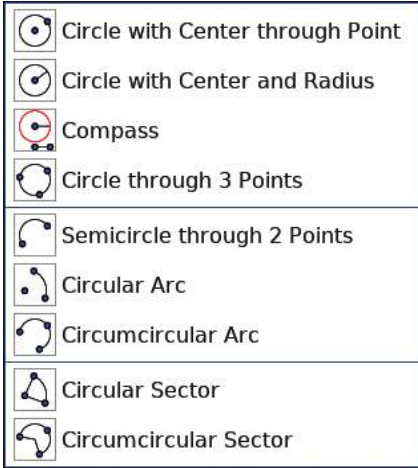 Circle with Center through Point
Circle with Center and Radius
Compass
Circle through 3 Points
Semicircle through 2 Points
Circular Arc
Circumcircular Arc
Circular Sector
Circumcircular Sector